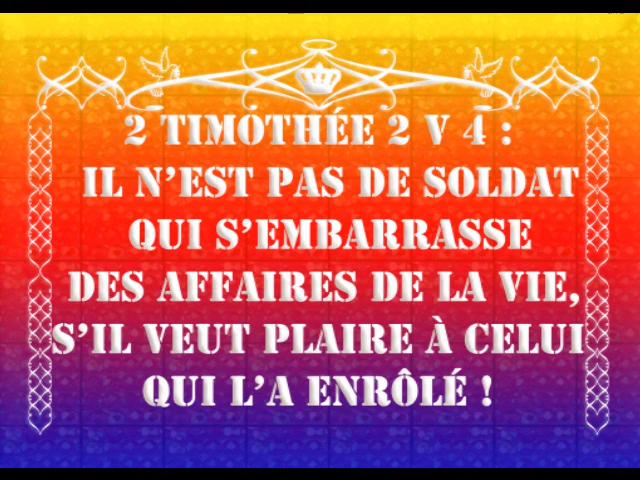 2 TIMOTHÉE 2 V 4 :
IL N'EST PAS DE SOLDAT
QUI S'EMBARRASSE
DES AFFAIRES DE LA VIE,
S'IL VEUT PLAIRE À CELUI
QUI L'A ENRÔLÉ !